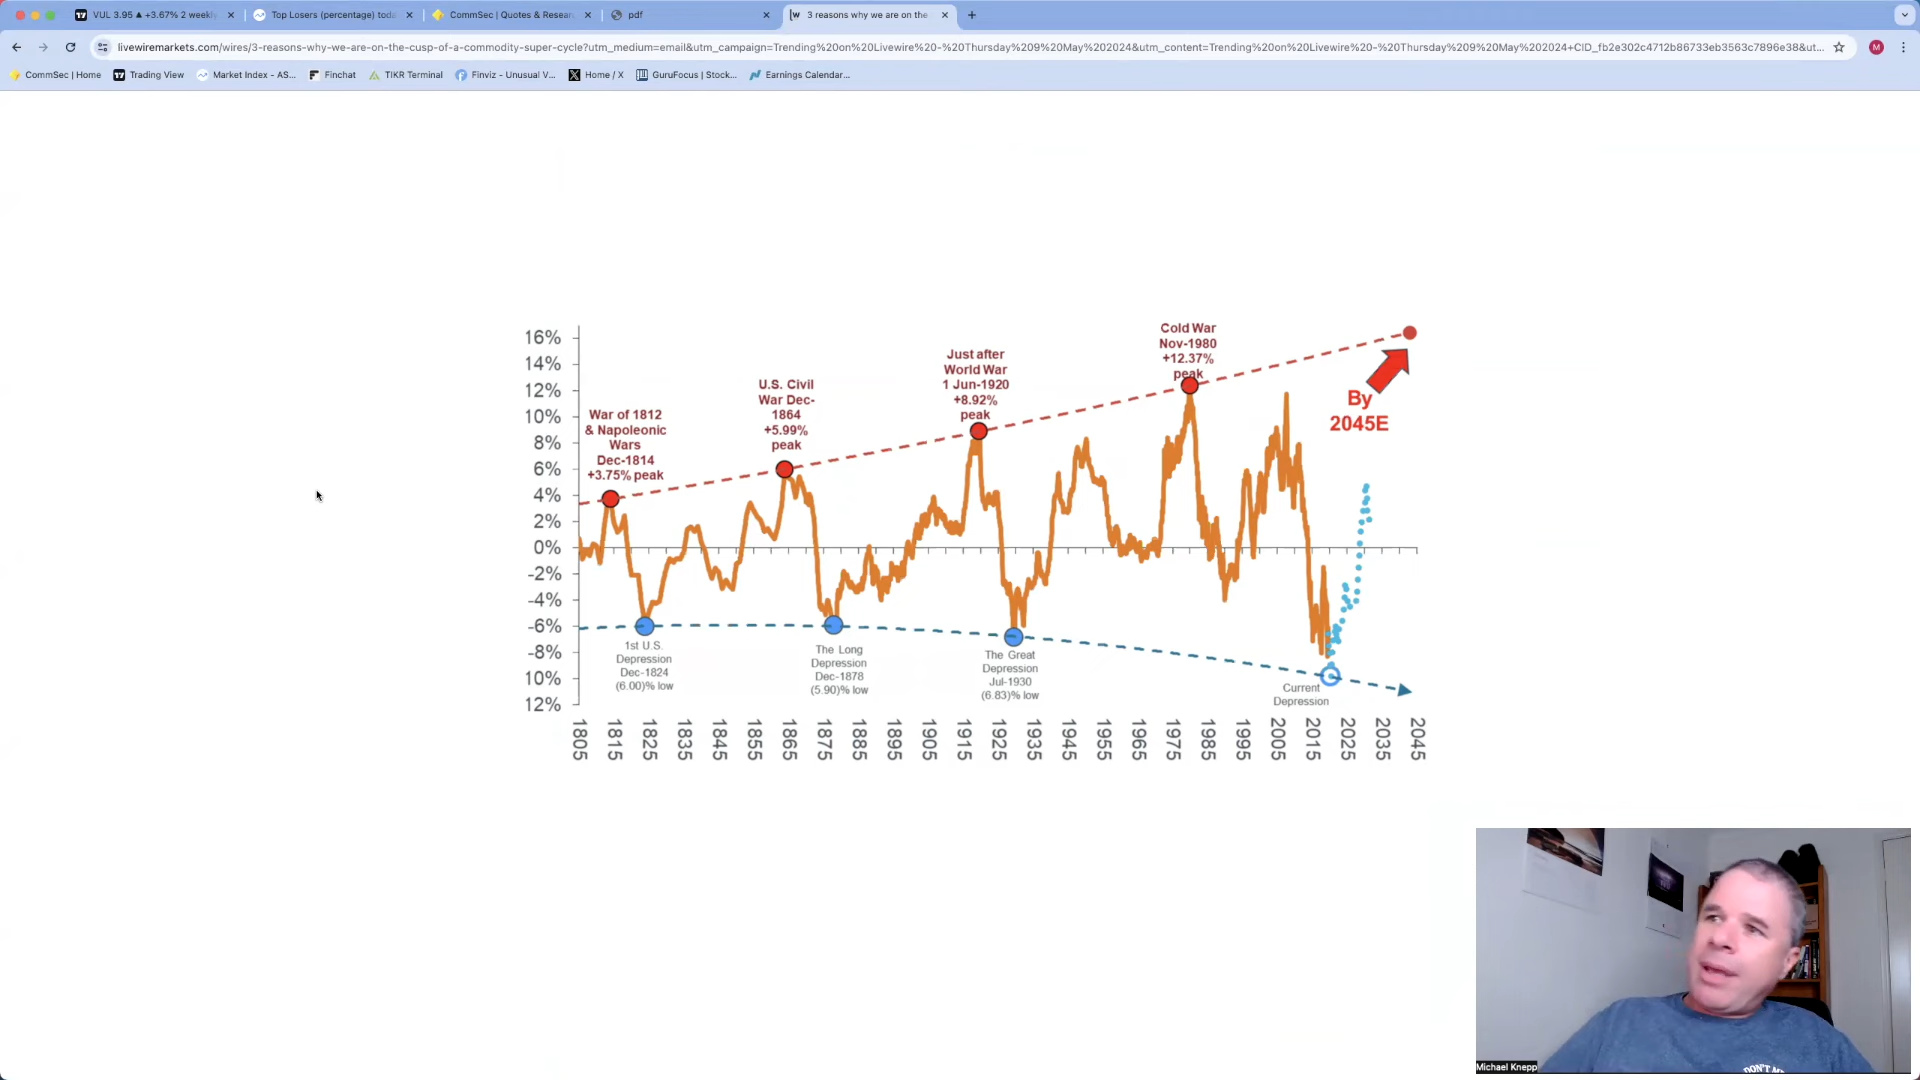 VUL 3.95 ▲ +3.67% 2 weekly
Top Losers (percentage) toda
CommSec | Quotes & Resear
pdf
3 reasons why we are on the
livewiremarkets.com/wires/3-reasons-why-we-are-on-the-cusp-of-a-commodity-super-cycle?utm_medium=email&utm_campaign=Trending%20on%20Livewire%20-%20Thursday%209%20May%202024&utm_content=Trending%20on%20Livewire%20-%20Thursday%209%20May%202024+CID_fb2e302c4712b86733eb3563c7896e38&ut...
M
CommSec | Home
Trading View
Market Index - AS...
Finchat
TIKR Terminal
Finviz - Unusual V...
Home / X
GuruFocus | Stock...
Earnings Calendar...
16%
14%
12%
10%
8%
6%
4%
2%
0%
-2%
-4%
-6%
-8%
10%
12%
War of 1812
& Napoleonic
Wars
Dec-1814
+3.75% peak
U.S. Civil
War Dec-
1864
+5.99%
peak
Just after
World War
1 Jun-1920
+8.92%
peak
Cold War
Nov-1980
+12.37%
peak
By
2045E
1st U.S.
Depression
Dec-1824
(6.00)% low
The Long
Depression
Dec-1878
(5.90)% low
The Great
Depression
Jul-1930
(6.83)% low
Current
Depression
1805
1815
1825
1835
1845
1855
1865
1875
1885
1895
1905
1915
1925
1935
1945
1955
1965
1975
1985
1995
2005
2015
2025
2035
2045
Michael Knepp